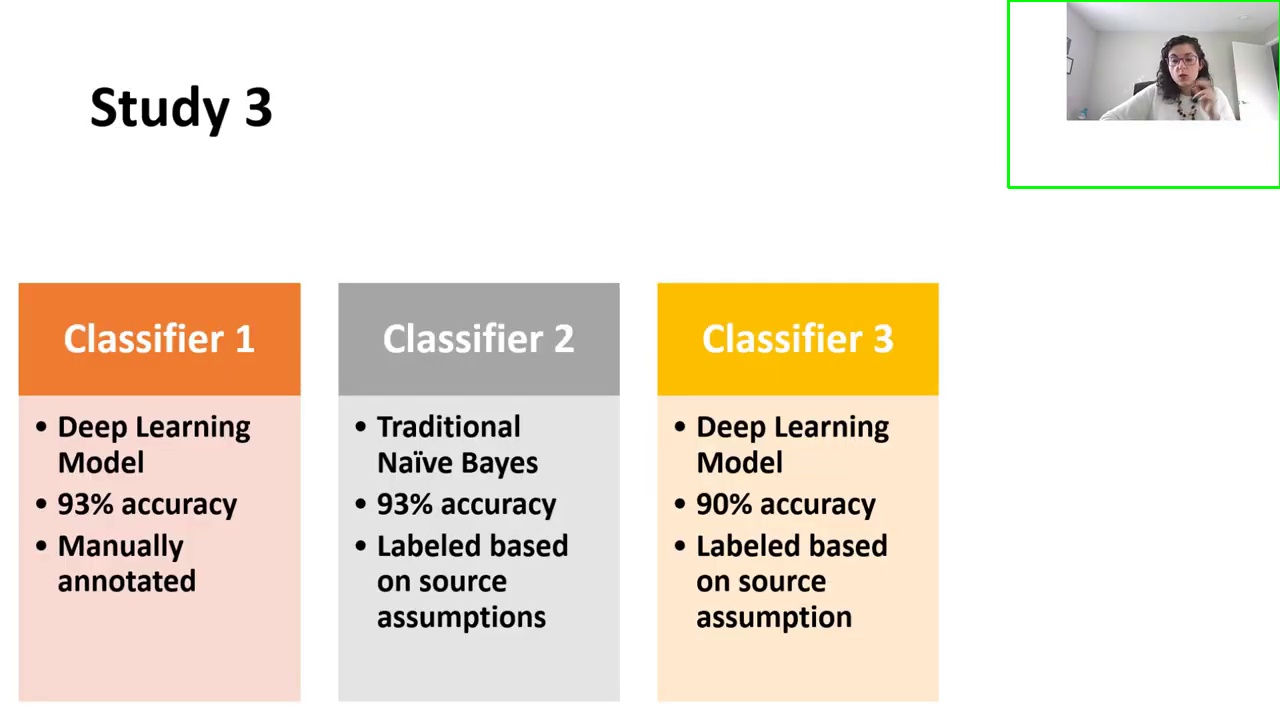 Study 3
Classifier 1
• Deep Learning
Model
• 93% accuracy
• Manually
annotated
Classifier 2
• Traditional
Naïve Bayes
• 93% accuracy
• Labeled based
on source
assumptions
Classifier 3
• Deep Learning
Model
• 90% accuracy
• Labeled based
on source
assumption